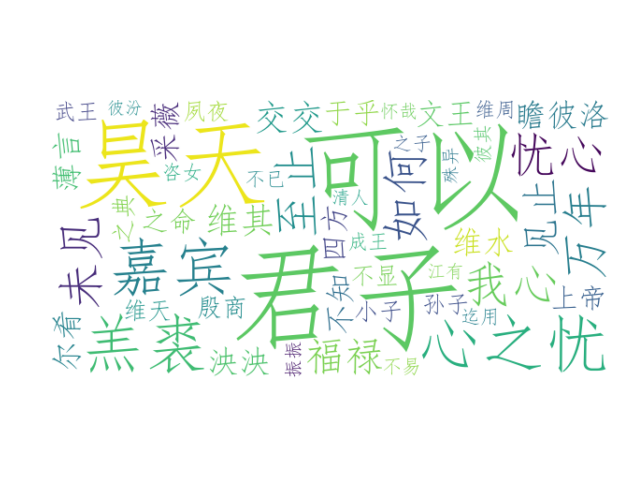 武王
彼汾
采薇
夙夜
交交
于乎
怀哉
文王
维周
瞻彼洛
薄言
昊天
咨女
不已
至止
可以
之子
如何
殊异
彼其
忧心
清人
未见
之典
之命
维其
四方
成王
维水
见止
万年
嘉宾
君子
不显
江有
我心
上帝
维天
殷商
不知
小子
孙子
迄用
尔肴
羔裘
泱泱
振振
福禄
不易
心之忧